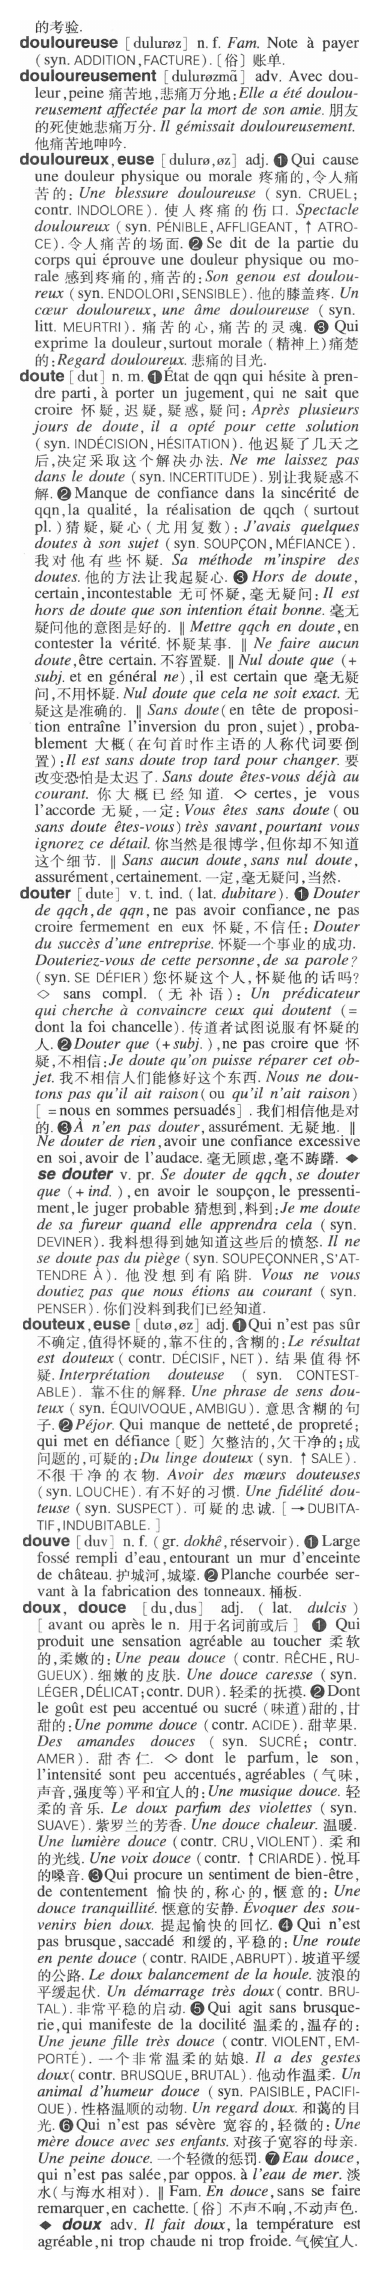 的考验.
douloureuse [dulurøz] n.f. Fam. Note à payer
(syn. ADDITION, FACTURE). [俗] 账单.
douloureusement [dulurøzmɑ̃] adv. Avec dou-
leur, peine 痛苦地,悲痛万分地: Elle a été doulou-
reusement affectée par la mort de son amie. 朋友
的死使她悲痛万分. Il gémissait douloureusement.
他痛苦地呻吟.
douloureux, euse [dulurø, øz] adj. ❶ Qui cause
une douleur physique ou morale 疼痛的,令人痛
苦的: Une blessure douloureuse (syn. CRUEL;
contr. INDOLORE). 使人疼痛的伤口. Spectacle
douloureux (syn. PÉNIBLE, AFFLIGEANT, ↑ ATRO-
CE). 令人痛苦的场面. ❷ Se dit de la partie du
corps qui éprouve une douleur physique ou mo-
rale 感到疼痛的,痛苦的: Son genou est doulou-
reux (syn. ENDOLORI, SENSIBLE). 他的膝盖疼. Un
cœur douloureux, une âme douloureuse (syn.
litt. MEURTRI). 痛苦的心,痛苦的灵魂. ❸ Qui
exprime la douleur, surtout morale (精神上)痛楚
的: Regard douloureux. 悲痛的目光.
doute [dut] n. m. ❶ État de qqn qui hésite à pren-
dre parti, à porter un jugement, qui ne sait que
croire 怀疑,迟疑,疑惑,疑问: Après plusieurs
jours de doute, il a opté pour cette solution
(syn. INDÉCISION, HÉSITATION). 他迟疑了几天之
后,决定采取这个解决办法. Ne me laissez pas
dans le doute (syn. INCERTITUDE). 别让我疑惑不
解. ❷ Manque de confiance dans la sincérité de
qqn, la qualité, la réalisation de qqch (surtout
pl.) 猜疑,疑心(尤用复数): J'avais quelques
doutes à son sujet (syn. SOUPÇON, MÉFIANCE).
我对他有些怀疑. Sa méthode m'inspire des
doutes. 他的方法让我起疑心. ❸ Hors de doute,
certain, incontestable 无可怀疑,毫无疑问: Il est
hors de doute que son intention était bonne. 毫无
疑问他的意图是好的. ‖ Mettre qqch en doute, en
contester la vérité. 怀疑某事. ‖ Ne faire aucun
doute, être certain. 不容置疑. ‖ Nul doute que (+
subj. et en général ne), il est certain que 毫无疑
问,不用怀疑. Nul doute que cela ne soit exact. 无
疑这是准确的. ‖ Sans doute (en tête de proposi-
tion entraîne l'inversion du pron, sujet), proba-
blement 大概(在句首时作主语的人称代词要倒
置): Il est sans doute trop tard pour changer. 要
改变恐怕是太迟了. Sans doute êtes-vous déjà au
courant. 你大概已经知道. ◇ certes, je vous
l'accorde 无疑,一定: Vous êtes sans doute (ou
sans doute êtes-vous) très savant, pourtant vous
ignorez ce détail. 你当然是很博学,但你却不知道
这个细节. ‖ Sans aucun doute, sans nul doute,
assurément, certainement. 一定,毫无疑问,当然.
douter [dute] v. t. ind. (lat. dubitare). ❶ Douter
de qqch, de qqn, ne pas avoir confiance, ne pas
croire fermement en eux 怀疑,不信任: Douter
du succès d'une entreprise. 怀疑一个事业的成功.
Douteriez-vous de cette personne, de sa parole?
(syn. SE DÉFIER) 您怀疑这个人,怀疑他的话吗?
◇ sans compl. (无补语): Un prédicateur
qui cherche à convaincre ceux qui doutent (=
dont la foi chancelle). 传道者试图说服有怀疑的
人. ❷ Douter que (+subj.), ne pas croire que 怀
疑,不相信: Je doute qu'on puisse réparer cet ob-
jet. 我不相信人们能修好这个东西. Nous ne dou-
tons pas qu'il ait raison (ou qu'il n'ait raison)
[=nous en sommes persuadés]. 我们相信他是对
的. ❸ À n'en pas douter, assurément. 无疑地. ‖
Ne douter de rien, avoir une confiance excessive
en soi, avoir de l'audace. 毫无顾虑,毫不踌躇. ◆
se douter v. pr. Se douter de qqch, se douter
que (+ind.), en avoir le soupçon, le pressenti-
ment, le juger probable 猜想到,料到: Je me doute
de sa fureur quand elle apprendra cela (syn.
DEVINER). 我料想得到她知道这些后的愤怒. Il ne
se doute pas du piège (syn. SOUPÇONNER, S'AT-
TENDRE À). 他没想到有陷阱. Vous ne vous
doutiez pas que nous étions au courant (syn.
PENSER). 你们没料到我们已经知道.
douteux, euse [dutø, øz] adj. ❶ Qui n'est pas sûr
不确定,值得怀疑的,靠不住的,含糊的: Le résultat
est douteux (contr. DÉCISIF, NET). 结果值得怀
疑. Interprétation douteuse (syn. CONTEST-
ABLE). 靠不住的解释. Une phrase de sens dou-
teux (syn. ÉQUIVOQUE, AMBIGU). 意思含糊的句
子. ❷ Péjor. Qui manque de netteté, de propreté;
qui met en défiance [贬] 欠整洁的,欠干净的;成
问题的,可疑的: Du linge douteux (syn. ↑ SALE).
不很干净的衣物. Avoir des mœurs douteuses
(syn. LOUCHE). 有不好的习惯. Une fidélité dou-
teuse (syn. SUSPECT). 可疑的忠诚. [→DUBITA-
TIF, INDUBITABLE.]
douve [duv] n. f. (gr. dokhê, réservoir). ❶ Large
fossé rempli d'eau, entourant un mur d'enceinte
de château. 护城河,城壕. ❷ Planche courbée ser-
vant à la fabrication des tonneaux. 桶板.
doux, douce [du, dus] adj. (lat. dulcis)
[avant ou après le n. 用于名词前或后] ❶ Qui
produit une sensation agréable au toucher 柔软
的,柔嫩的: Une peau douce (contr. RÊCHE, RU-
GUEUX). 细嫩的皮肤. Une douce caresse (syn.
LÉGER, DÉLICAT; contr. DUR). 轻柔的抚摸. ❷ Dont
le goût est peu accentué ou sucré (味道)甜的,甘
甜的: Une pomme douce (contr. ACIDE). 甜苹果.
Des amandes douces (syn. SUCRÉ; contr.
AMER). 甜杏仁. ◇ dont le parfum, le son,
l'intensité sont peu accentués, agréables (气味,
声音,强度等)平和宜人的: Une musique douce. 轻
柔的音乐. Le doux parfum des violettes (syn.
SUAVE). 紫罗兰的芳香. Une douce chaleur. 温暖.
Une lumière douce (contr. CRU, VIOLENT). 柔和
的光线. Une voix douce (contr. ↑ CRIARDE). 悦耳
的嗓音. ❸ Qui procure un sentiment de bien-être,
de contentement 愉快的,称心的,惬意的: Une
douce tranquillité. 惬意的安静. Évoquer des sou-
venirs bien doux. 提起愉快的回忆. ❹ Qui n'est
pas brusque, saccadé 和缓的,平稳的: Une route
en pente douce (contr. RAIDE, ABRUPT). 坡道平缓
的公路. Le doux balancement de la houle. 波浪的
平缓起伏. Un démarrage très doux (contr. BRU-
TAL). 非常平稳的启动. ❺ Qui agit sans brusque-
rie, qui manifeste de la docilité 温柔的,温存的:
Une jeune fille très douce (contr. VIOLENT, EM-
PORTÉ). 一个非常温柔的姑娘. Il a des gestes
doux (contr. BRUSQUE, BRUTAL). 他动作温柔. Un
animal d'humeur douce (syn. PAISIBLE, PACIFI-
QUE). 性格温顺的动物. Un regard doux. 和蔼的目
光. ❻ Qui n'est pas sévère 宽容的,轻微的: Une
mère douce avec ses enfants. 对孩子宽容的母亲.
Une peine douce. 一个轻微的惩罚. ❼ Eau douce,
qui n'est pas salée, par oppos. à l'eau de mer. 淡
水(与海水相对). ‖ Fam. En douce, sans se faire
remarquer, en cachette. [俗] 不声不响,不动声色.
◆ doux adv. Il fait doux, la température est
agréable, ni trop chaude ni trop froide. 气候宜人.